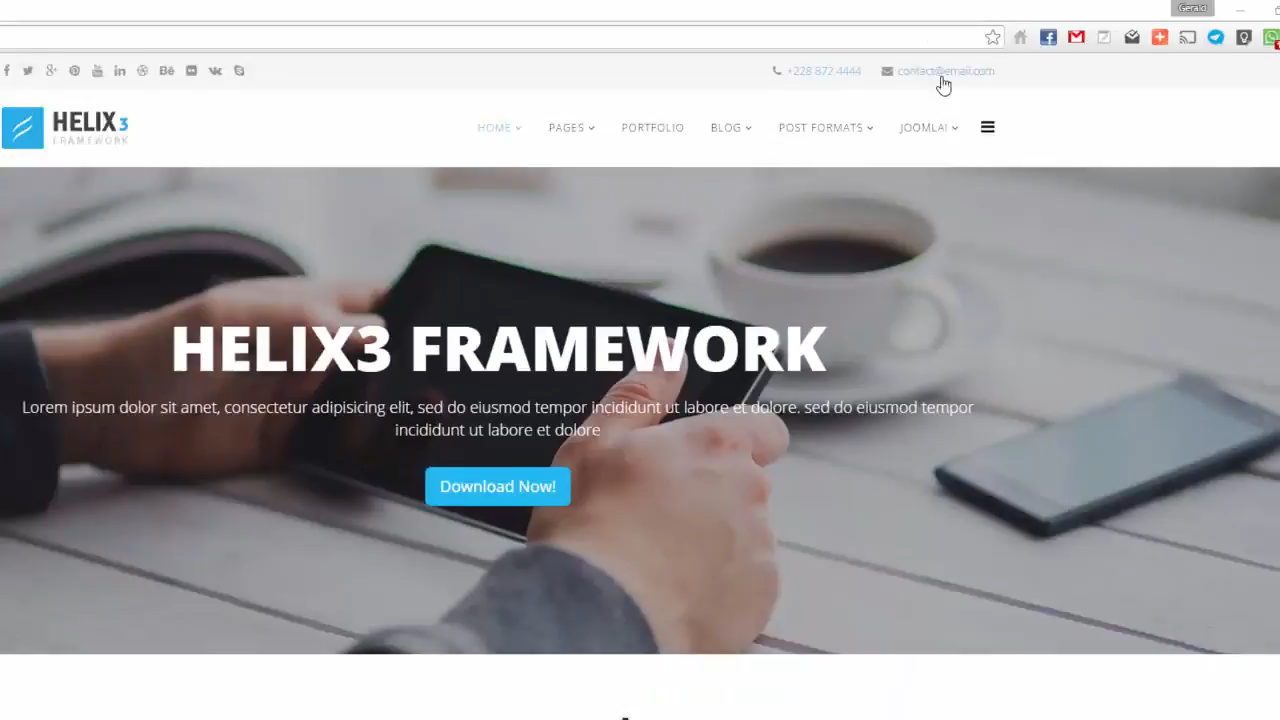 Gerald
+228 872 4444 contact@email.com
HELIX3
FRAMEWORK
HOME PAGES PORTFOLIO BLOG POST FORMATS JOOMLA!
HELIX3 FRAMEWORK
Lorem ipsum dolor sit amet, consectetur adipisicing elit, sed do eiusmod tempor incididunt ut labore et dolore. sed do eiusmod tempor
incididunt ut labore et dolore
Download Now!